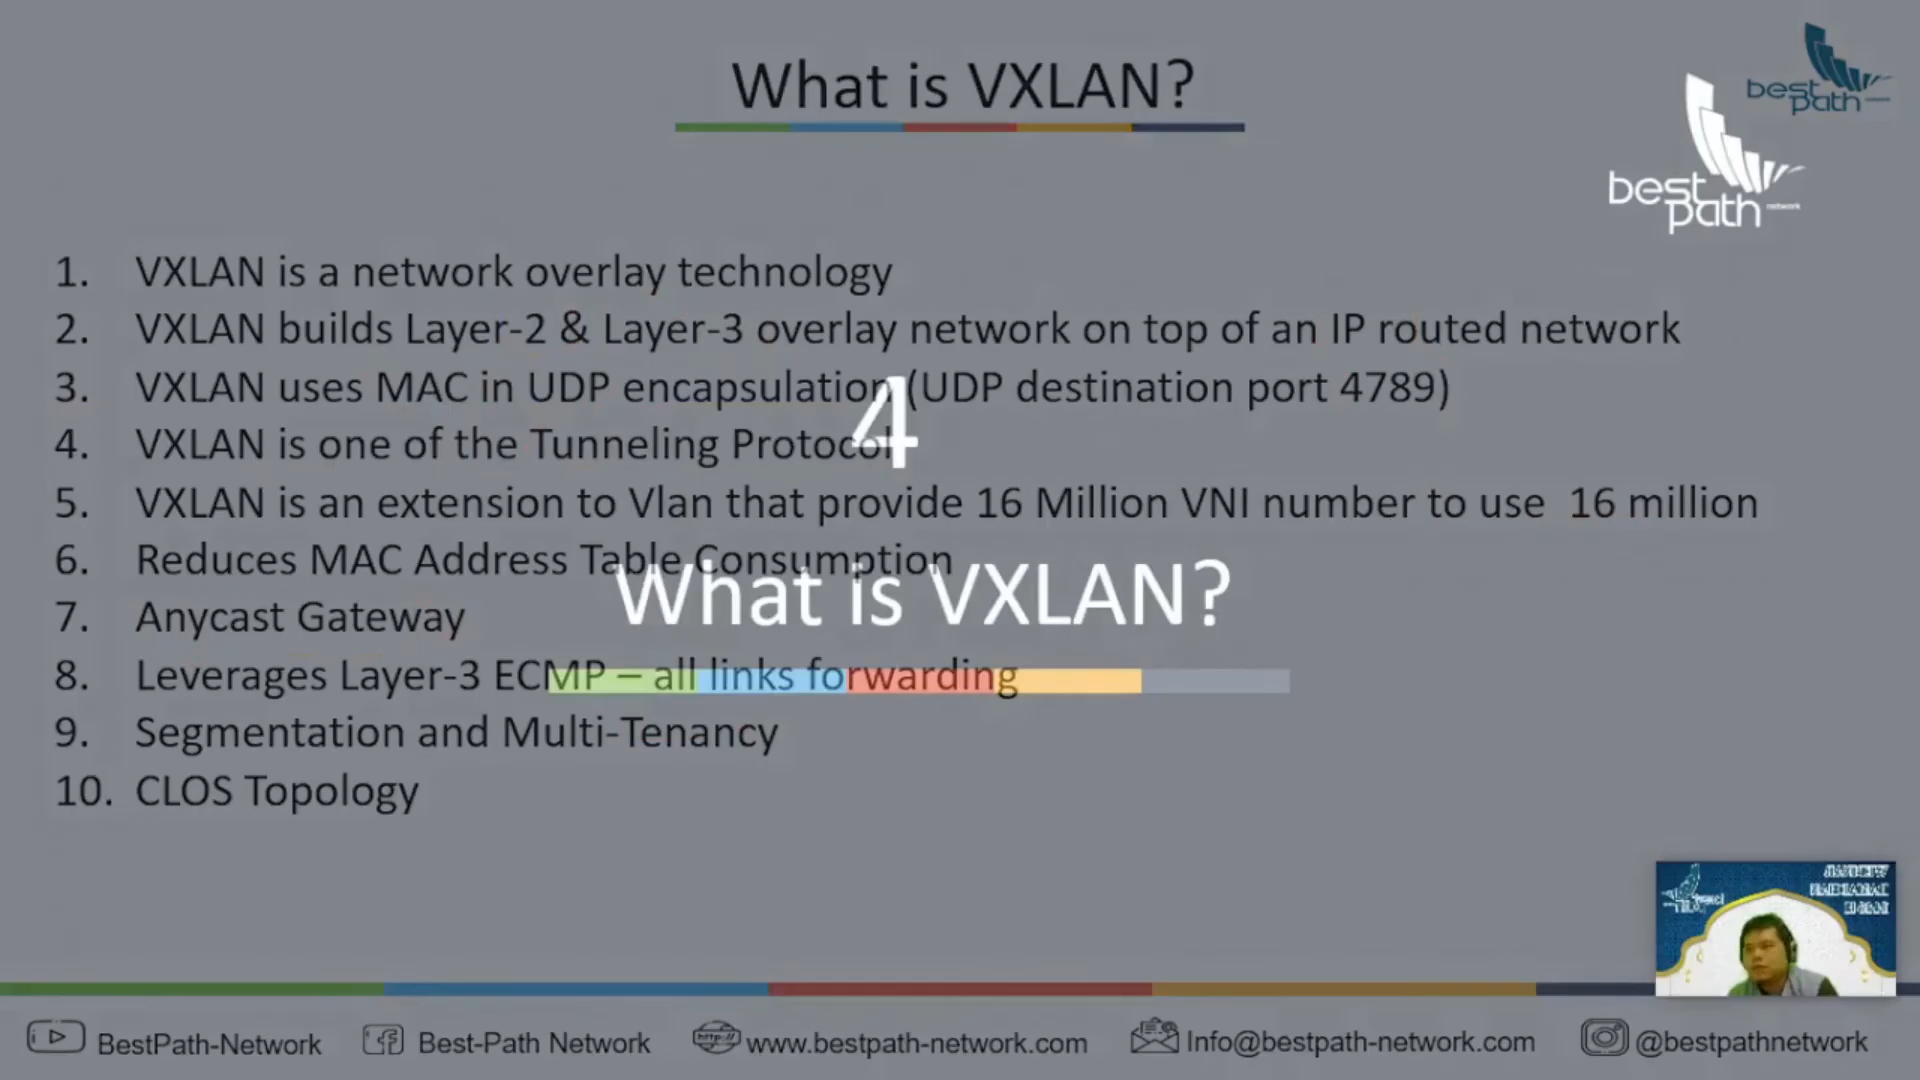 What is VXLAN?
best
path
best
path
network
1. VXLAN is a network overlay technology
2. VXLAN builds Layer-2 & Layer-3 overlay network on top of an IP routed network
3. VXLAN uses MAC in UDP encapsulation (UDP destination port 4789)
4
4. VXLAN is one of the Tunneling Protocol
5. VXLAN is an extension to Vlan that provide 16 Million VNI number to use 16 million
6. Reduces MAC Address Table Consumption
What is VXLAN?
7. Anycast Gateway
8. Leverages Layer-3 ECMP – all links forwarding
9. Segmentation and Multi-Tenancy
10. CLOS Topology
BestPath-Network
Best-Path Network
http://
www.bestpath-network.com
Info@bestpath-network.com
@bestpathnetwork